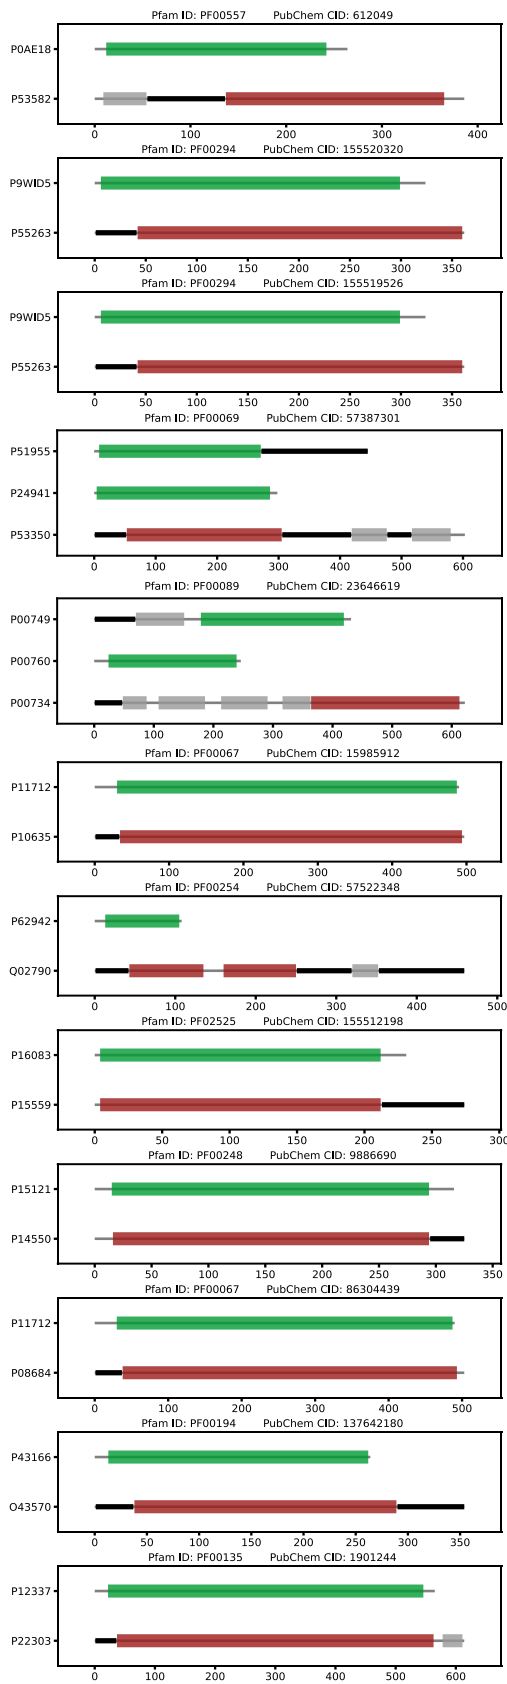 Pfam ID: PF00557 PubChem CID: 612049
P0AE18
P53582
0 100 200 300 400
Pfam ID: PF00294 PubChem CID: 155520320
P9WID5
P55263
0 50 100 150 200 250 300 350
Pfam ID: PF00294 PubChem CID: 155519526
P9WID5
P55263
0 50 100 150 200 250 300 350
Pfam ID: PF00069 PubChem CID: 57387301
P51955
P24941
P53350
0 100 200 300 400 500 600
Pfam ID: PF00089 PubChem CID: 23646619
P00749
P00760
P00734
0 100 200 300 400 500 600
Pfam ID: PF00067 PubChem CID: 15985912
P11712
P10635
0 100 200 300 400 500
Pfam ID: PF00254 PubChem CID: 57522348
P62942
Q02790
0 100 200 300 400 500
Pfam ID: PF02525 PubChem CID: 155512198
P16083
P15559
0 50 100 150 200 250 300
Pfam ID: PF00248 PubChem CID: 9886690
P15121
P14550
0 50 100 150 200 250 300 350
Pfam ID: PF00067 PubChem CID: 86304439
P11712
P08684
0 100 200 300 400 500
Pfam ID: PF00194 PubChem CID: 137642180
P43166
O43570
0 50 100 150 200 250 300 350
Pfam ID: PF00135 PubChem CID: 1901244
P12337
P22303
0 100 200 300 400 500 600